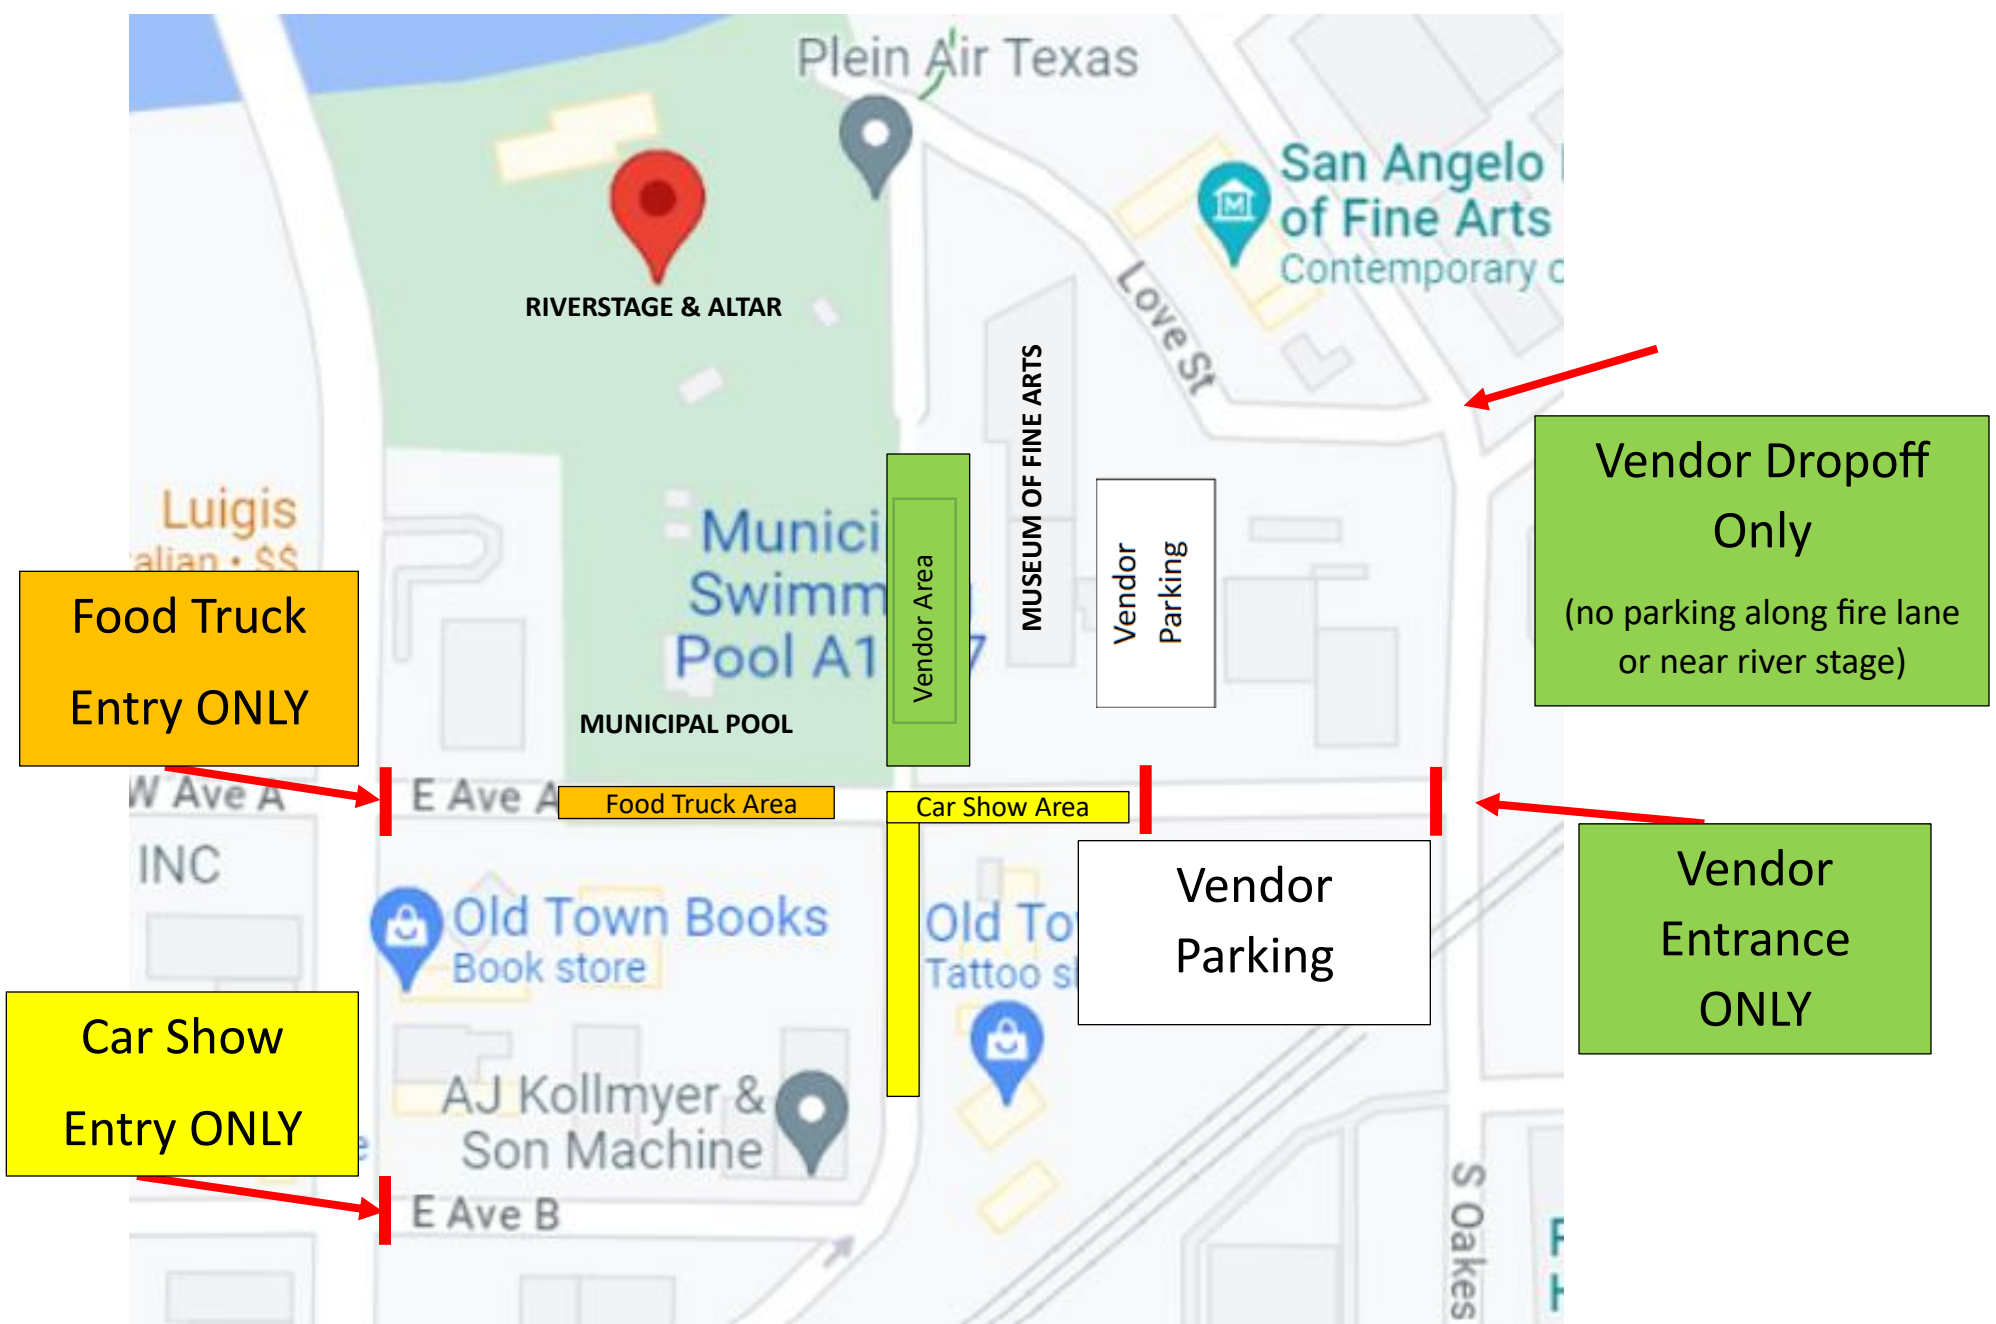 Plein Air Texas
San Angelo
of Fine Arts
Contemporary
RIVERSTAGE & ALTAR
Love St
MUSEUM OF FINE ARTS
Vendor Dropoff
Only
(no parking along fire lane
or near river stage)
Luigis
alian • $$
Munici
Swimm
Pool A1 7
Vendor Area
Vendor
Parking
Food Truck
Entry ONLY
MUNICIPAL POOL
W Ave A
E Ave A
Food Truck Area
Car Show Area
INC
Old Town Books
Book store
Old To
Tattoo s
Vendor
Parking
Vendor
Entrance
ONLY
Car Show
Entry ONLY
AJ Kollmyer &
Son Machine
E Ave B
S Oakes